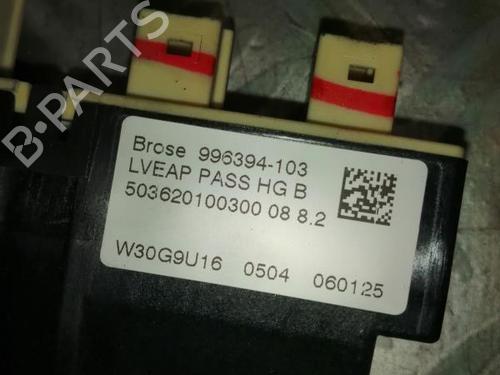 B-PARTS
Brose 996394-103
LVEAP PASS HG B
503620100300 08 8.2
W30G9U16 0504 060125